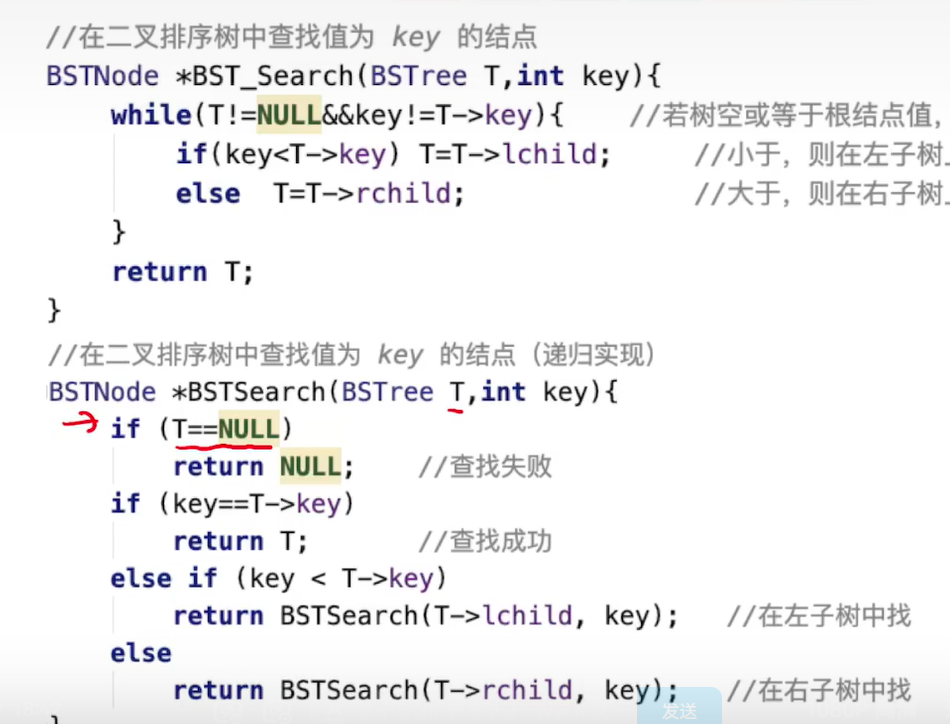 //在二叉排序树中查找值为 key 的结点
BSTNode *BST_Search(BSTree T,int key){
while(T!=NULL&&key!=T->key){ //若树空或等于根结点值，
if(key<T->key) T=T->lchild; //小于，则在左子树上
else T=T->rchild; //大于，则在右子树上
}
return T;
}
//在二叉排序树中查找值为 key 的结点（递归实现）
BSTNode *BSTSearch(BSTree T,int key){
if (T==NULL)
return NULL; //查找失败
if (key==T->key)
return T; //查找成功
else if (key < T->key)
return BSTSearch(T->lchild, key); //在左子树中找
else
return BSTSearch(T->rchild, key); //在右子树中找
发送
}